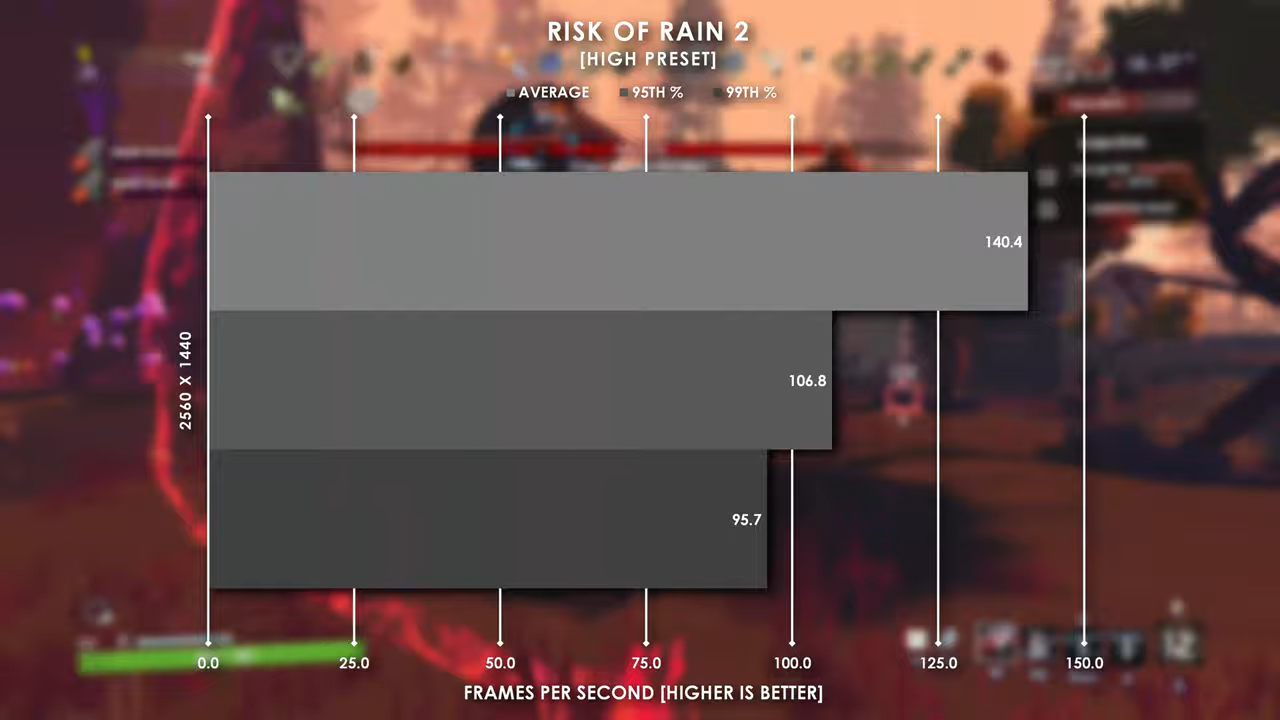 RISK OF RAIN 2
[HIGH PRESET]
AVERAGE 95TH % 99TH %
140.4
2560 X 1440
106.8
95.7
0.0 25.0 50.0 75.0 100.0 125.0 150.0
FRAMES PER SECOND [HIGHER IS BETTER]